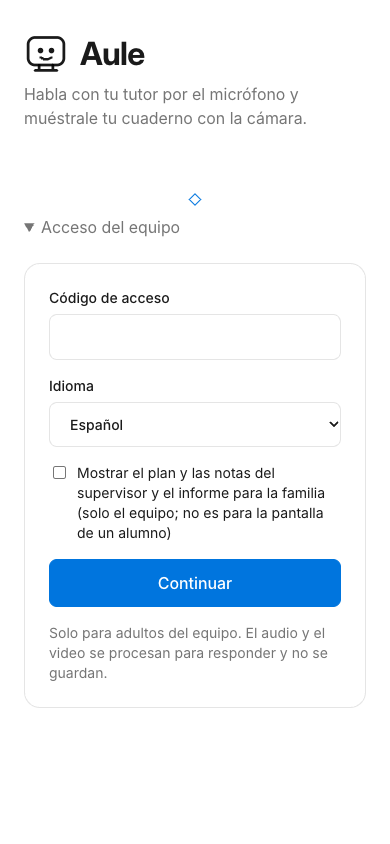 Aule
Habla con tu tutor por el micrófono y
muéstrale tu cuaderno con la cámara.
Acceso del equipo
Código de acceso
Idioma
Español
Mostrar el plan y las notas del
supervisor y el informe para la familia
(solo el equipo; no es para la pantalla
de un alumno)
Continuar
Solo para adultos del equipo. El audio y el
video se procesan para responder y no se
guardan.